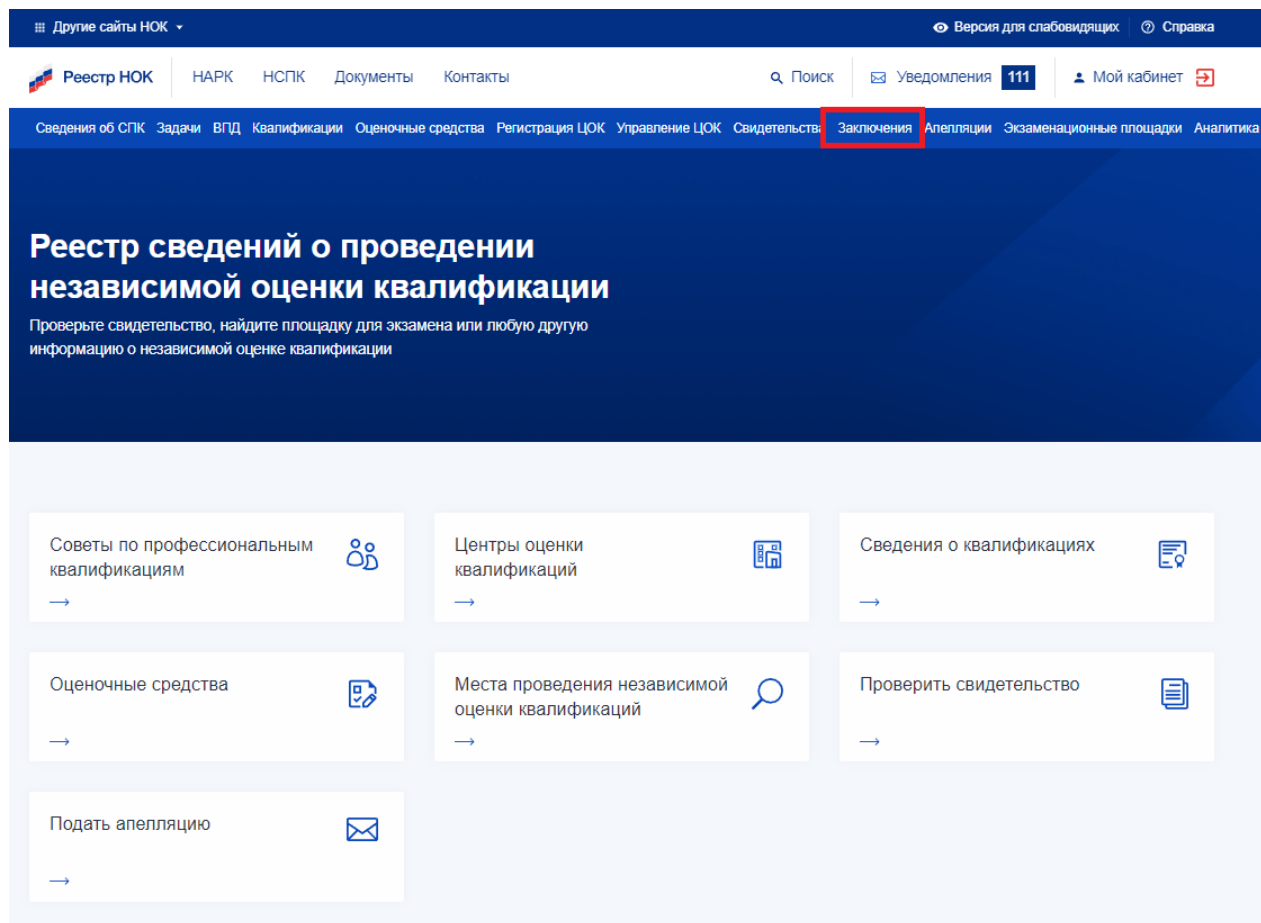 Другие сайты НОК
Версия для слабовидящих
Справка
Реестр НОК
НАРК
НСПК
Документы
Контакты
Поиск
Уведомления 111
Мой кабинет
Сведения об СПК Задачи ВПД Квалификации Оценочные средства Регистрация ЦОК Управление ЦОК Свидетельства Заключения Апелляции Экзаменационные площадки Аналитика
Реестр сведений о проведении
независимой оценки квалификации
Проверьте свидетельство, найдите площадку для экзамена или любую другую
информацию о независимой оценке квалификации
Советы по профессиональным
квалификациям
Центры оценки
квалификаций
Сведения о квалификациях
Оценочные средства
Места проведения независимой
оценки квалификаций
Проверить свидетельство
Подать апелляцию